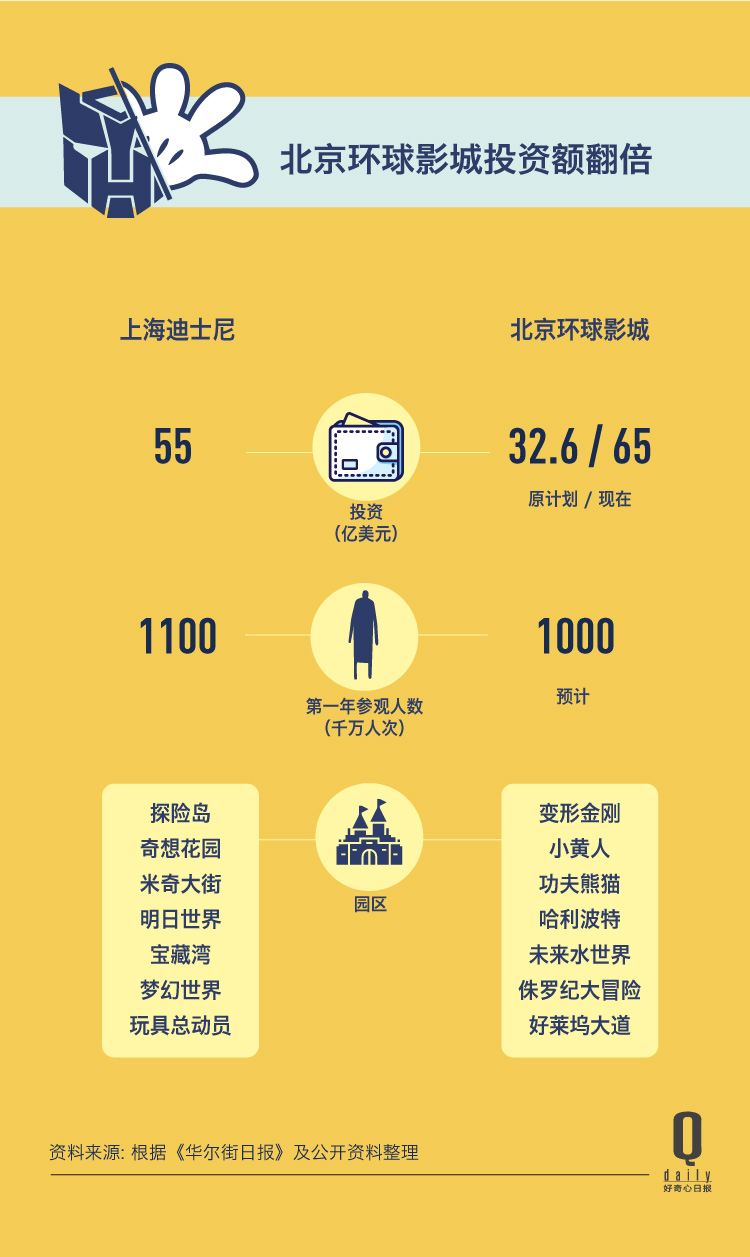 北京环球影城投资额翻倍
上海迪士尼
北京环球影城
55
32.6 / 65
原计划 / 现在
投资
(亿美元)
1100
1000
预计
第一年参观人数
(千万人次)
探险岛
奇想花园
米奇大街
明日世界
宝藏湾
梦幻世界
玩具总动员
园区
变形金刚
小黄人
功夫熊猫
哈利波特
未来水世界
侏罗纪大冒险
好莱坞大道
资料来源: 根据《华尔街日报》及公开资料整理
Q
daily
好奇心日报